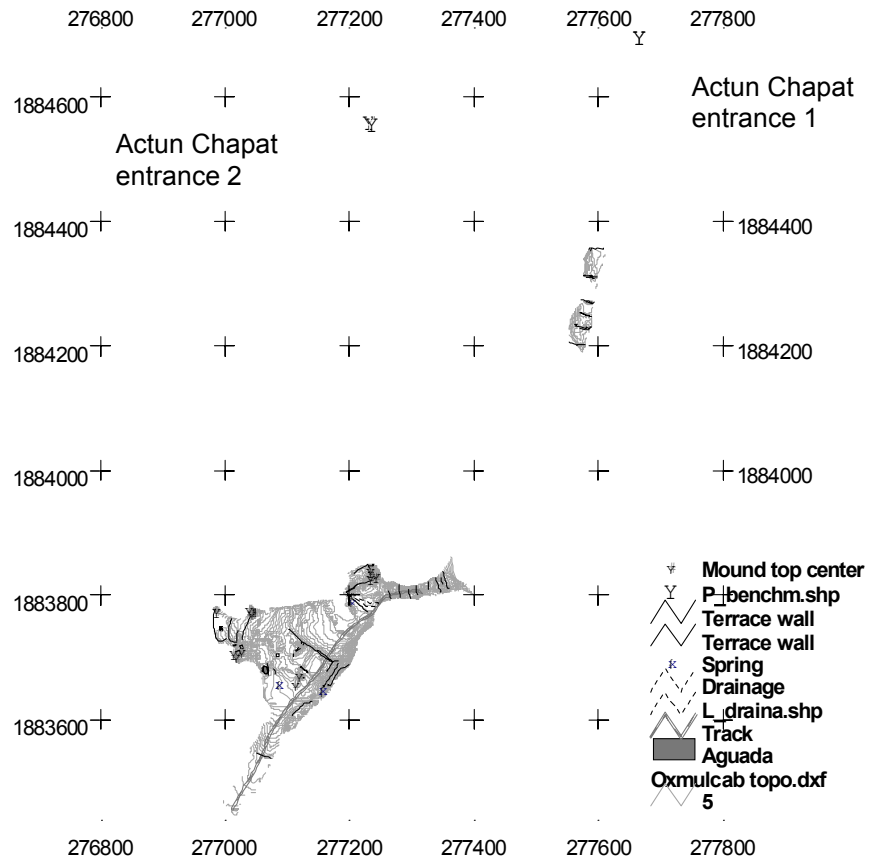 276800 277000 277200 277400 277600 277800
Actun Chapat
entrance 1
1884600
Actun Chapat
entrance 2
1884400 1884400
1884200 1884200
1884000 1884000
Mound top center
1883800
P_benchm.shp
Terrace wall
Terrace wall
Spring
Drainage
1883600
L_draina.shp
Track
Aguada
Oxmulcab topo.dxf
5
276800 277000 277200 277400 277600 277800